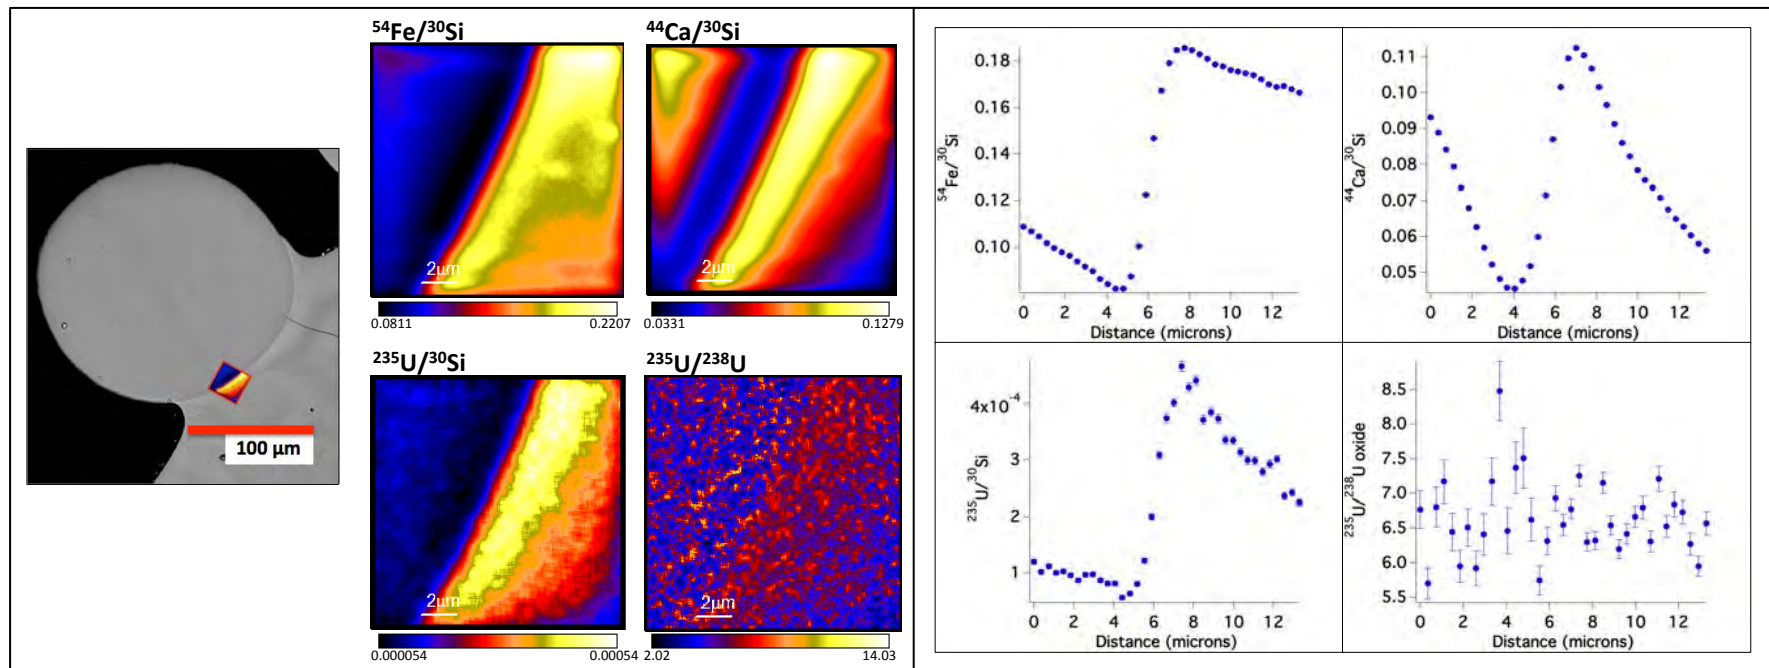 ⁵⁴Fe/³⁰Si
⁴⁴Ca/³⁰Si
2µm
2µm
0.0811
0.2207
0.0331
0.1279
100 µm
²³⁵U/³⁰Si
²³⁵U/²³⁸U
2µm
2µm
0.000054
0.00054
2.02
14.03
⁵⁴Fe/³⁰Si
0.18
0.16
0.14
0.12
0.10
0 2 4 6 8 10 12
Distance (microns)
⁴⁴Ca/³⁰Si
0.11
0.10
0.09
0.08
0.07
0.06
0.05
0 2 4 6 8 10 12
Distance (microns)
²³⁵U/³⁰Si
4x10⁻⁴
3
2
1
0 2 4 6 8 10 12
Distance (microns)
²³⁵U/²³⁸U oxide
8.5
8.0
7.5
7.0
6.5
6.0
5.5
0 2 4 6 8 10 12
Distance (microns)